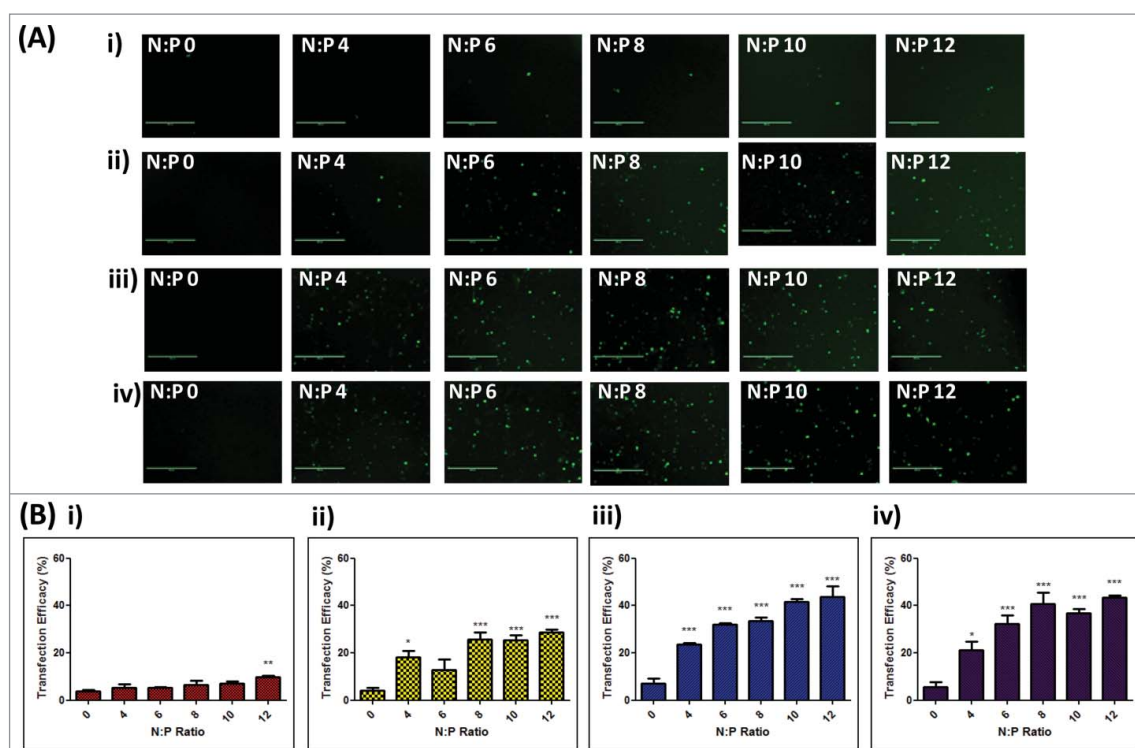 (A)
i)
N:P 0 N:P 4 N:P 6 N:P 8 N:P 10 N:P 12
ii)
N:P 0 N:P 4 N:P 6 N:P 8 N:P 10 N:P 12
iii)
N:P 0 N:P 4 N:P 6 N:P 8 N:P 10 N:P 12
iv)
N:P 0 N:P 4 N:P 6 N:P 8 N:P 10 N:P 12
(B) i)
Transfection Efficacy (%)
60
40
20
0
**
0 4 6 8 10 12
N:P Ratio
ii)
Transfection Efficacy (%)
60
40
20
0
* *** *** ***
0 4 6 8 10 12
N:P Ratio
iii)
Transfection Efficacy (%)
60
40
20
0
*** *** *** *** ***
0 4 6 8 10 12
N:P Ratio
iv)
Transfection Efficacy (%)
60
40
20
0
* *** *** *** ***
0 4 6 8 10 12
N:P Ratio